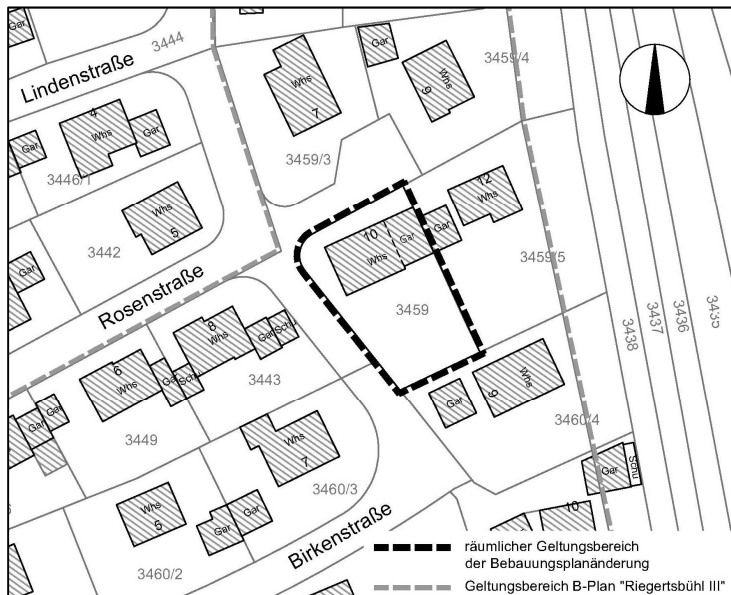 3444
Lindenstraße
Gar
Whs
7
Gar
Whs
9
3459/4
4
Whs
Gar
Gar
3446/1
3459/3
Whs
5
3442
12
Whs
10
Gar
Gar
Whs
3459/5
Gar
Rosenstraße
3459
3438
3437
3436
3435
8
Whs
Gar
Schu
6
Whs
Gar
Schu
3443
Gar
Gar
3449
Whs
9
Gar
3460/4
Whs
7
3460/3
Gar
Schu
Whs
5
Gar
Gar
10
Birkenstraße
3460/2
räumlicher Geltungsbereich
der Bebauungsplanänderung
Geltungsbereich B-Plan "Riegertsbühl III"